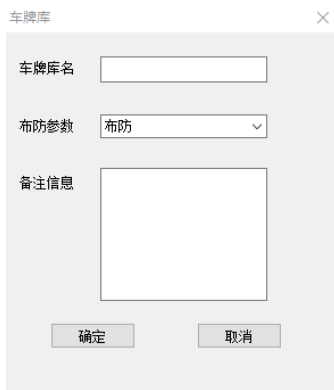 车牌库
车牌库名
布防参数 布防
备注信息
确定 取消